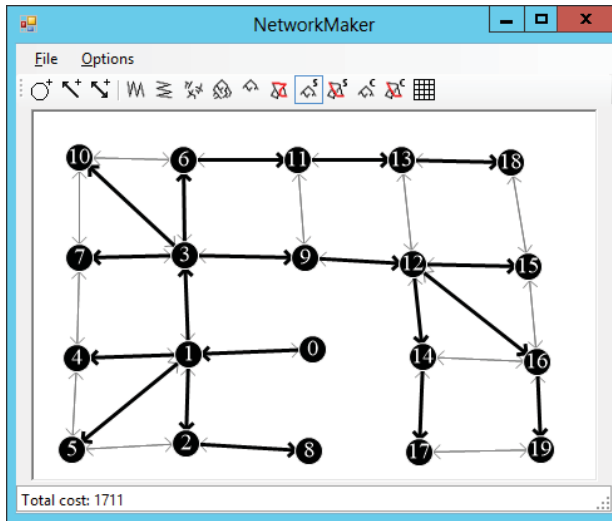 NetworkMaker
File Options
S S C C
10 6 11 13 18
7 3 9 12 15
4 1 0 14 16
5 2 8 17 19
Total cost: 1711